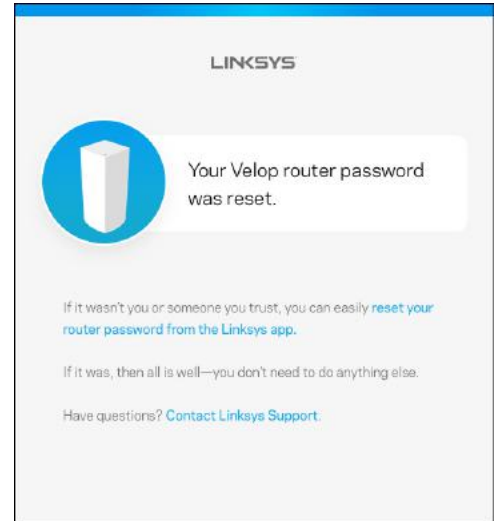 LINKSYS
Your Velop router password
was reset.
If it wasn't you or someone you trust, you can easily reset your
router password from the Linksys app.
If it was, then all is well—you don't need to do anything else.
Have questions? Contact Linksys Support.